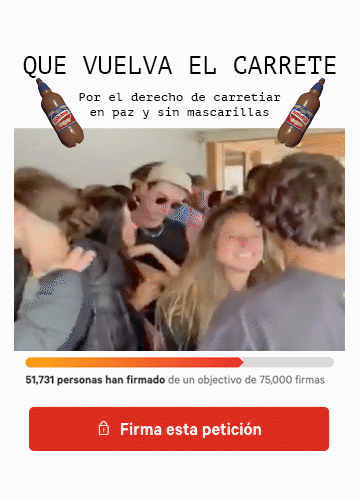 QUE VUELVA EL CARRETE
Por el derecho de carretiar
en paz y sin mascarillas
51,731 personas han firmado de un objectivo de 75,000 firmas
Firma esta petición